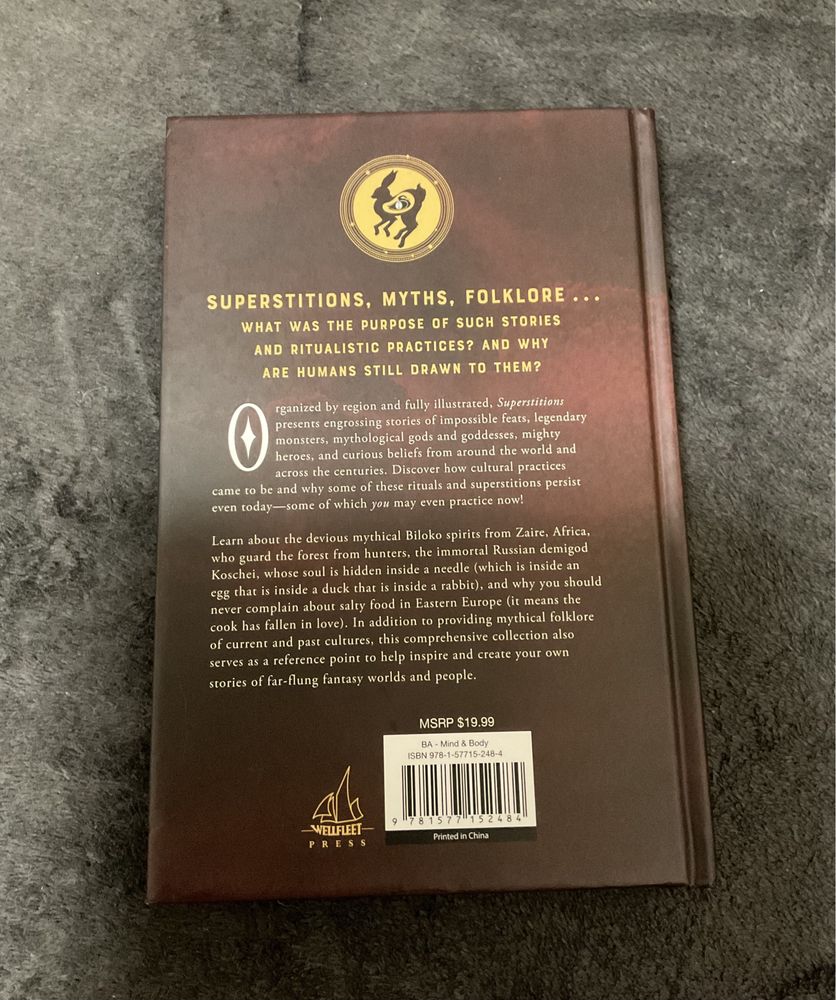 SUPERSTITIONS, MYTHS, FOLKLORE...
WHAT WAS THE PURPOSE OF SUCH STORIES
AND RITUALISTIC PRACTICES? AND WHY
ARE HUMANS STILL DRAWN TO THEM?
Organized by region and fully illustrated, Superstitions
presents engrossing stories of impossible feats, legendary
monsters, mythological gods and goddesses, mighty
heroes, and curious beliefs from around the world and
across the centuries. Discover how cultural practices
came to be and why some of these rituals and superstitions persist
even today—some of which you may even practice now!
Learn about the devious mythical Biloko spirits from Zaire, Africa,
who guard the forest from hunters, the immortal Russian demigod
Koschei, whose soul is hidden inside a needle (which is inside an
egg that is inside a duck that is inside a rabbit), and why you should
never complain about salty food in Eastern Europe (it means the
cook has fallen in love). In addition to providing mythical folklore
of current and past cultures, this comprehensive collection also
serves as a reference point to help inspire and create your own
stories of far-flung fantasy worlds and people.
MSRP $19.99
BA - Mind & Body
ISBN 978-1-57715-248-4
9 781577 152484
Printed in China
WELLFLEET
PRESS